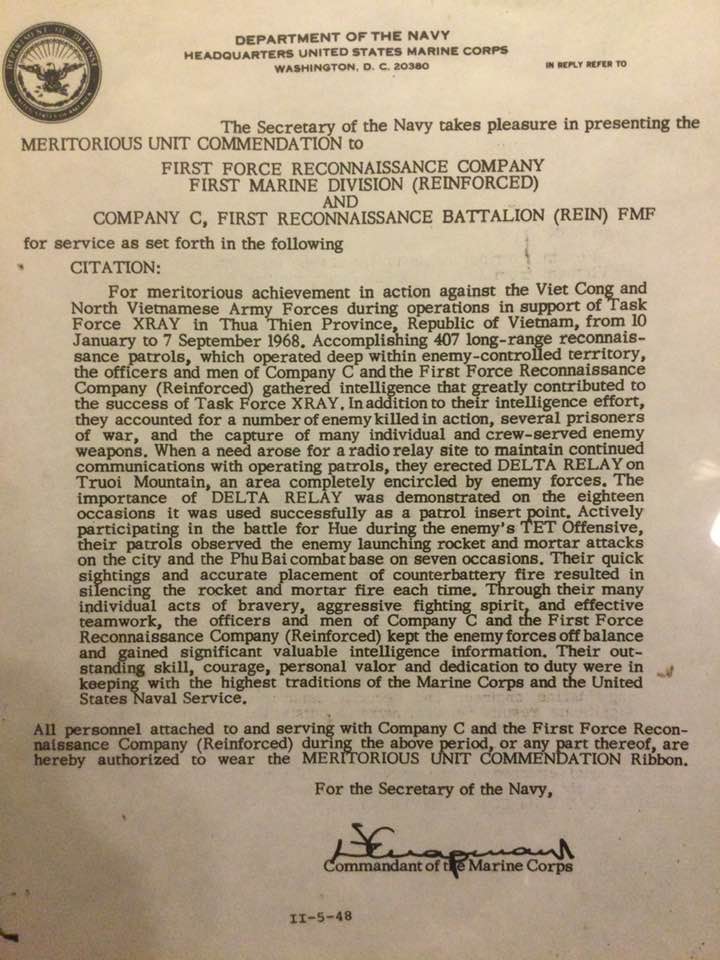 DEPARTMENT OF DEFENSE
UNITED STATES OF AMERICA
DEPARTMENT OF THE NAVY
HEADQUARTERS UNITED STATES MARINE CORPS
WASHINGTON, D. C. 20380
IN REPLY REFER TO
The Secretary of the Navy takes pleasure in presenting the
MERITORIOUS UNIT COMMENDATION to
FIRST FORCE RECONNAISSANCE COMPANY
FIRST MARINE DIVISION (REINFORCED)
AND
COMPANY C, FIRST RECONNAISSANCE BATTALION (REIN) FMF
for service as set forth in the following
CITATION:
For meritorious achievement in action against the Viet Cong and
North Vietnamese Army Forces during operations in support of Task
Force XRAY in Thua Thien Province, Republic of Vietnam, from 10
January to 7 September 1968. Accomplishing 407 long-range reconnais-
sance patrols, which operated deep within enemy-controlled territory,
the officers and men of Company C and the First Force Reconnaissance
Company (Reinforced) gathered intelligence that greatly contributed to
the success of Task Force XRAY. In addition to their intelligence effort,
they accounted for a number of enemy killed in action, several prisoners
of war, and the capture of many individual and crew-served enemy
weapons. When a need arose for a radio relay site to maintain continued
communications with operating patrols, they erected DELTA RELAY on
Truoi Mountain, an area completely encircled by enemy forces. The
importance of DELTA RELAY was demonstrated on the eighteen
occasions it was used successfully as a patrol insert point. Actively
participating in the battle for Hue during the enemy's TET Offensive,
their patrols observed the enemy launching rocket and mortar attacks
on the city and the Phu Bai combat base on seven occasions. Their quick
sightings and accurate placement of counterbattery fire resulted in
silencing the rocket and mortar fire each time. Through their many
individual acts of bravery, aggressive fighting spirit, and effective
teamwork, the officers and men of Company C and the First Force
Reconnaissance Company (Reinforced) kept the enemy forces off balance
and gained significant valuable intelligence information. Their out-
standing skill, courage, personal valor and dedication to duty were in
keeping with the highest traditions of the Marine Corps and the United
States Naval Service.
All personnel attached to and serving with Company C and the First Force Recon-
naissance Company (Reinforced) during the above period, or any part thereof, are
hereby authorized to wear the MERITORIOUS UNIT COMMENDATION Ribbon.
For the Secretary of the Navy,
Commandant of the Marine Corps
II-5-48